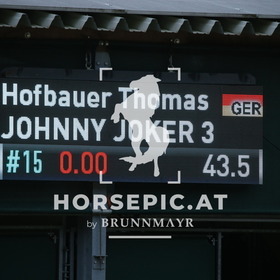 Hofbauer Thomas GER
JOHNNY JOKER 3
#15 0.00 43.5
HORSEPIC.AT
by BRUNNMAYR